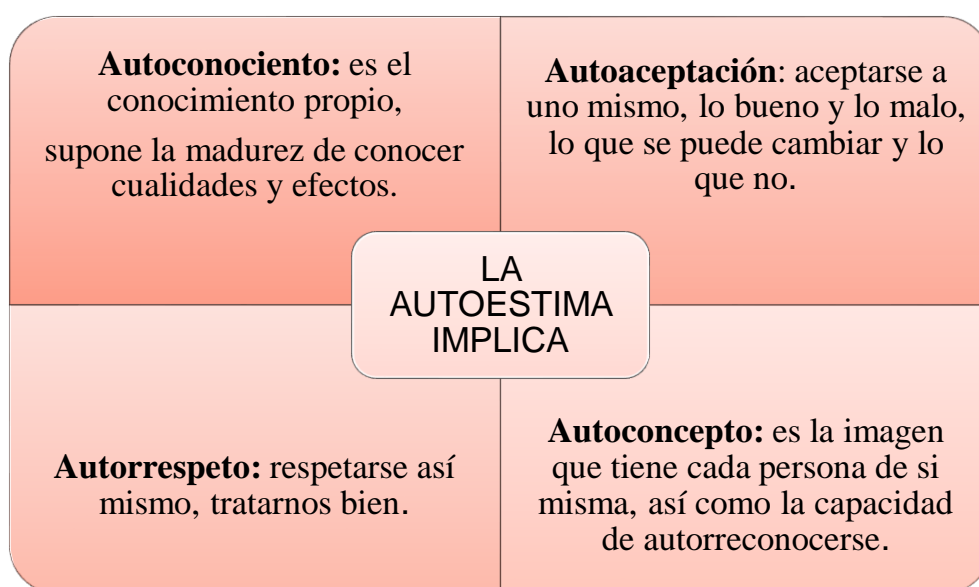 Autoconociento: es el
conocimiento propio,
supone la madurez de conocer
cualidades y efectos.
Autoaceptación: aceptarse a
uno mismo, lo bueno y lo malo,
lo que se puede cambiar y lo
que no.
LA
AUTOESTIMA
IMPLICA
Autorrespeto: respetarse así
mismo, tratarnos bien.
Autoconcepto: es la imagen
que tiene cada persona de si
misma, así como la capacidad
de autorreconocerse.